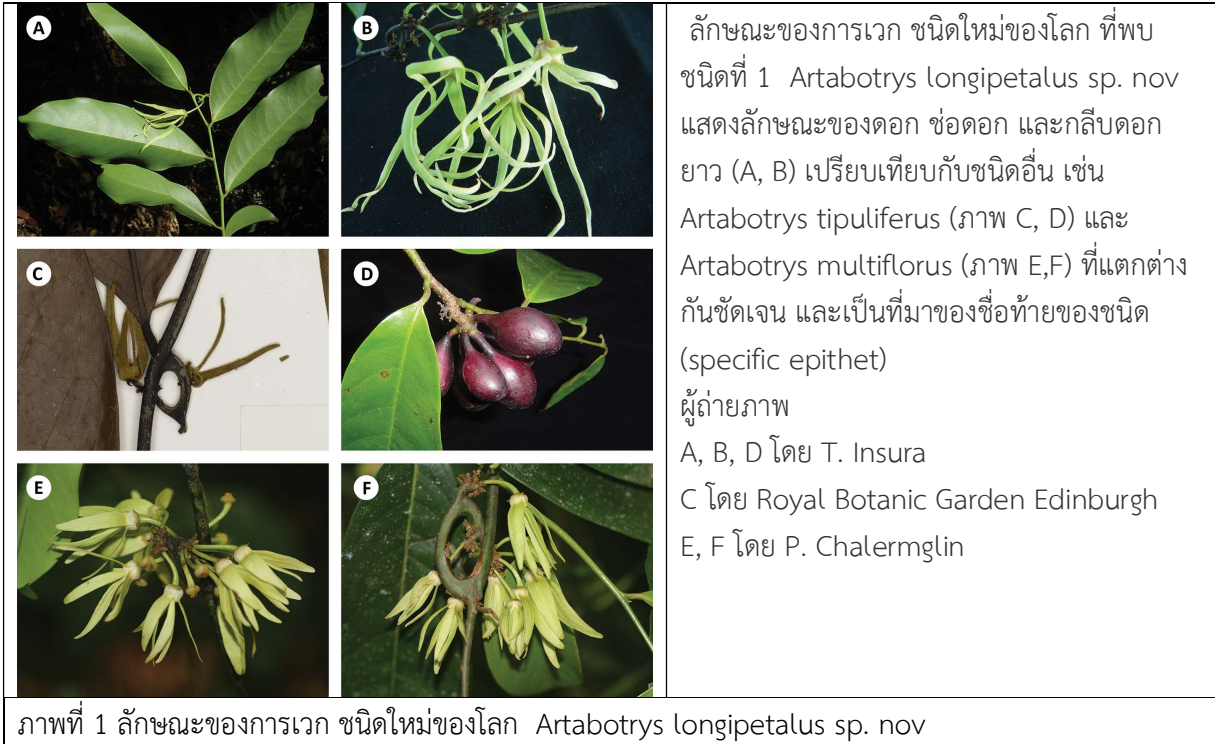 A
B
C
D
E
F
ลักษณะของการเวก ชนิดใหม่ของโลก ที่พบ
ชนิดที่ 1 Artabotrys longipetalus sp. nov
แสดงลักษณะของดอก ช่อดอก และกลีบดอก
ยาว (A, B) เปรียบเทียบกับชนิดอื่น เช่น
Artabotrys tipuliferus (ภาพ C, D) และ
Artabotrys multiflorus (ภาพ E,F) ที่แตกต่าง
กันชัดเจน และเป็นที่มาของชื่อท้ายของชนิด
(specific epithet)
ผู้ถ่ายภาพ
A, B, D โดย T. Insura
C โดย Royal Botanic Garden Edinburgh
E, F โดย P. Chalermglin
ภาพที่ 1 ลักษณะของการเวก ชนิดใหม่ของโลก Artabotrys longipetalus sp. nov